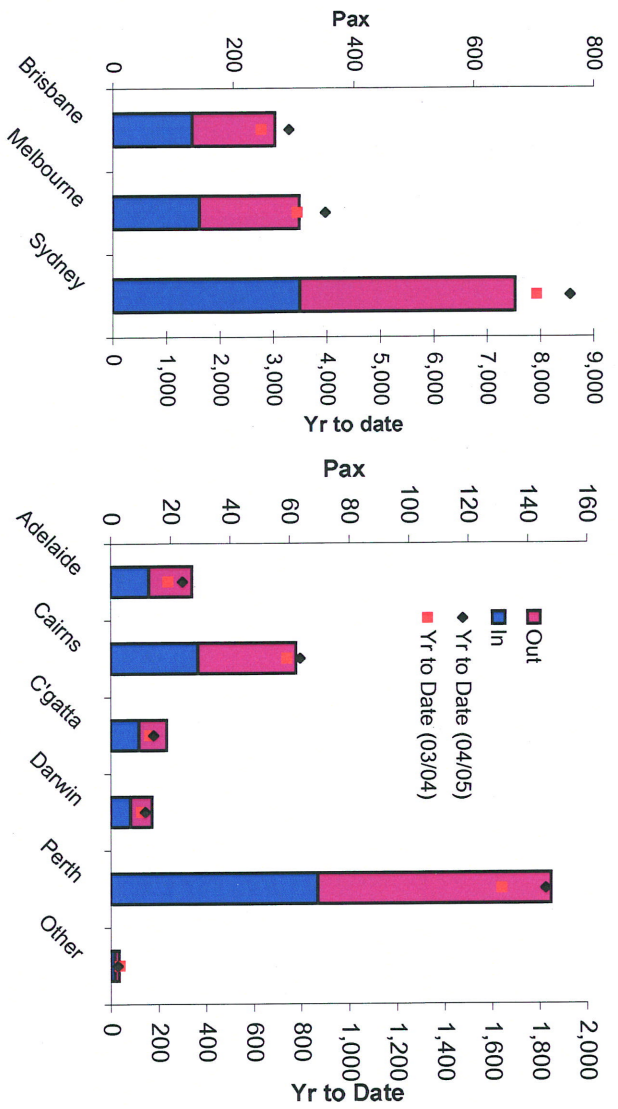 Pax
0
200
400
600
800
Brisbane
Melbourne
Sydney
0
1,000
2,000
3,000
4,000
5,000
6,000
7,000
8,000
9,000
Yr to date
Pax
0
20
40
60
80
100
120
140
160
Out
In
Yr to Date (04/05)
Yr to Date (03/04)
Adelaide
Cairns
C'gatta
Darwin
Perth
Other
0
200
400
600
800
1,000
1,200
1,400
1,600
1,800
2,000
Yr to Date